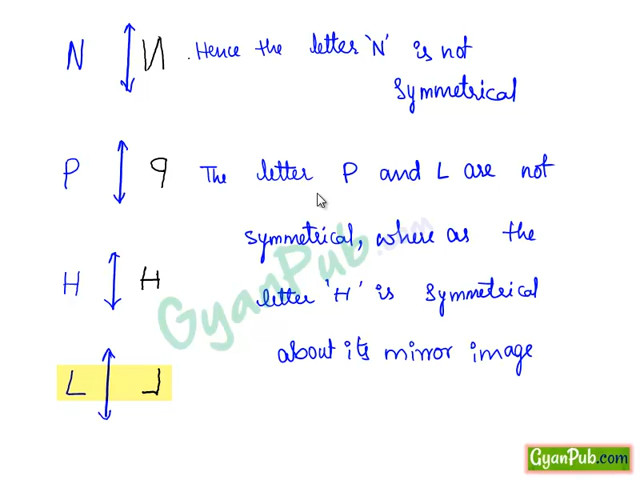 N И . Hence the letter 'N' is not
symmetrical
P q The letter P and L are not
symmetrical, where as the
H H letter 'H' is symmetrical
about its mirror image
L ⅃
GyanPub.com
GyanPub.com